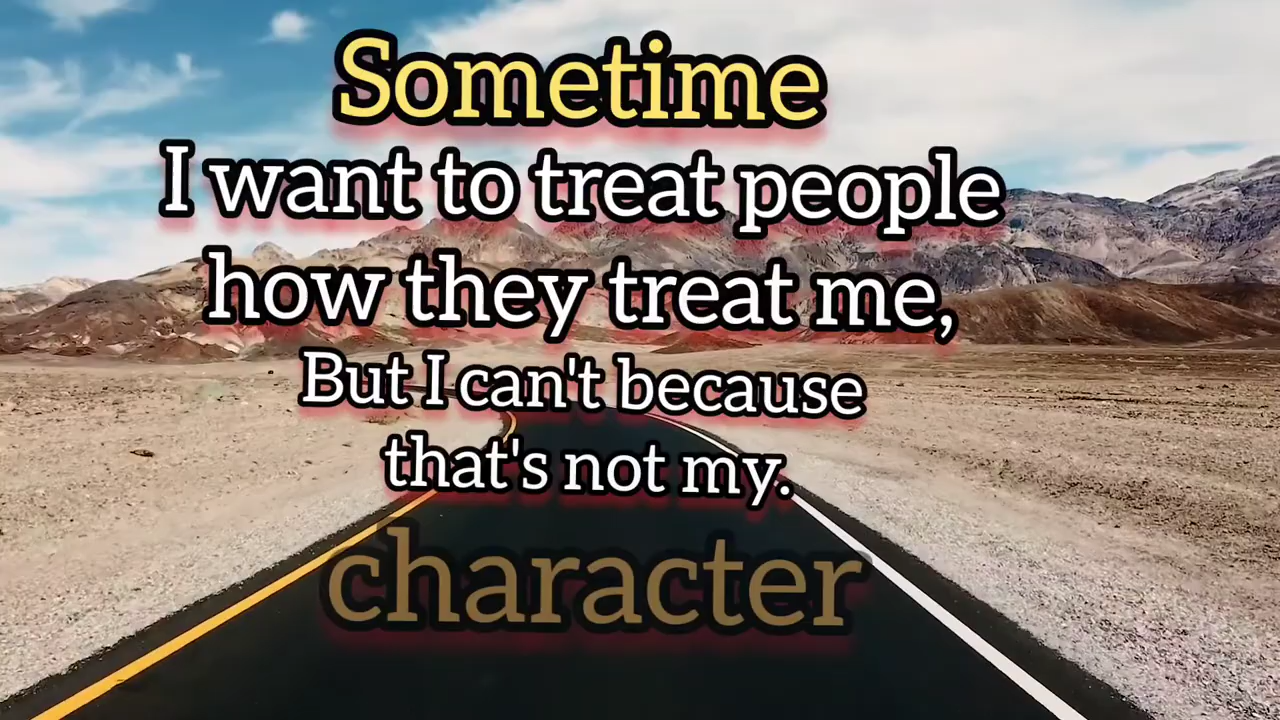 Sometime
I want to treat people
how they treat me,
But I can't because
that's not my.
character